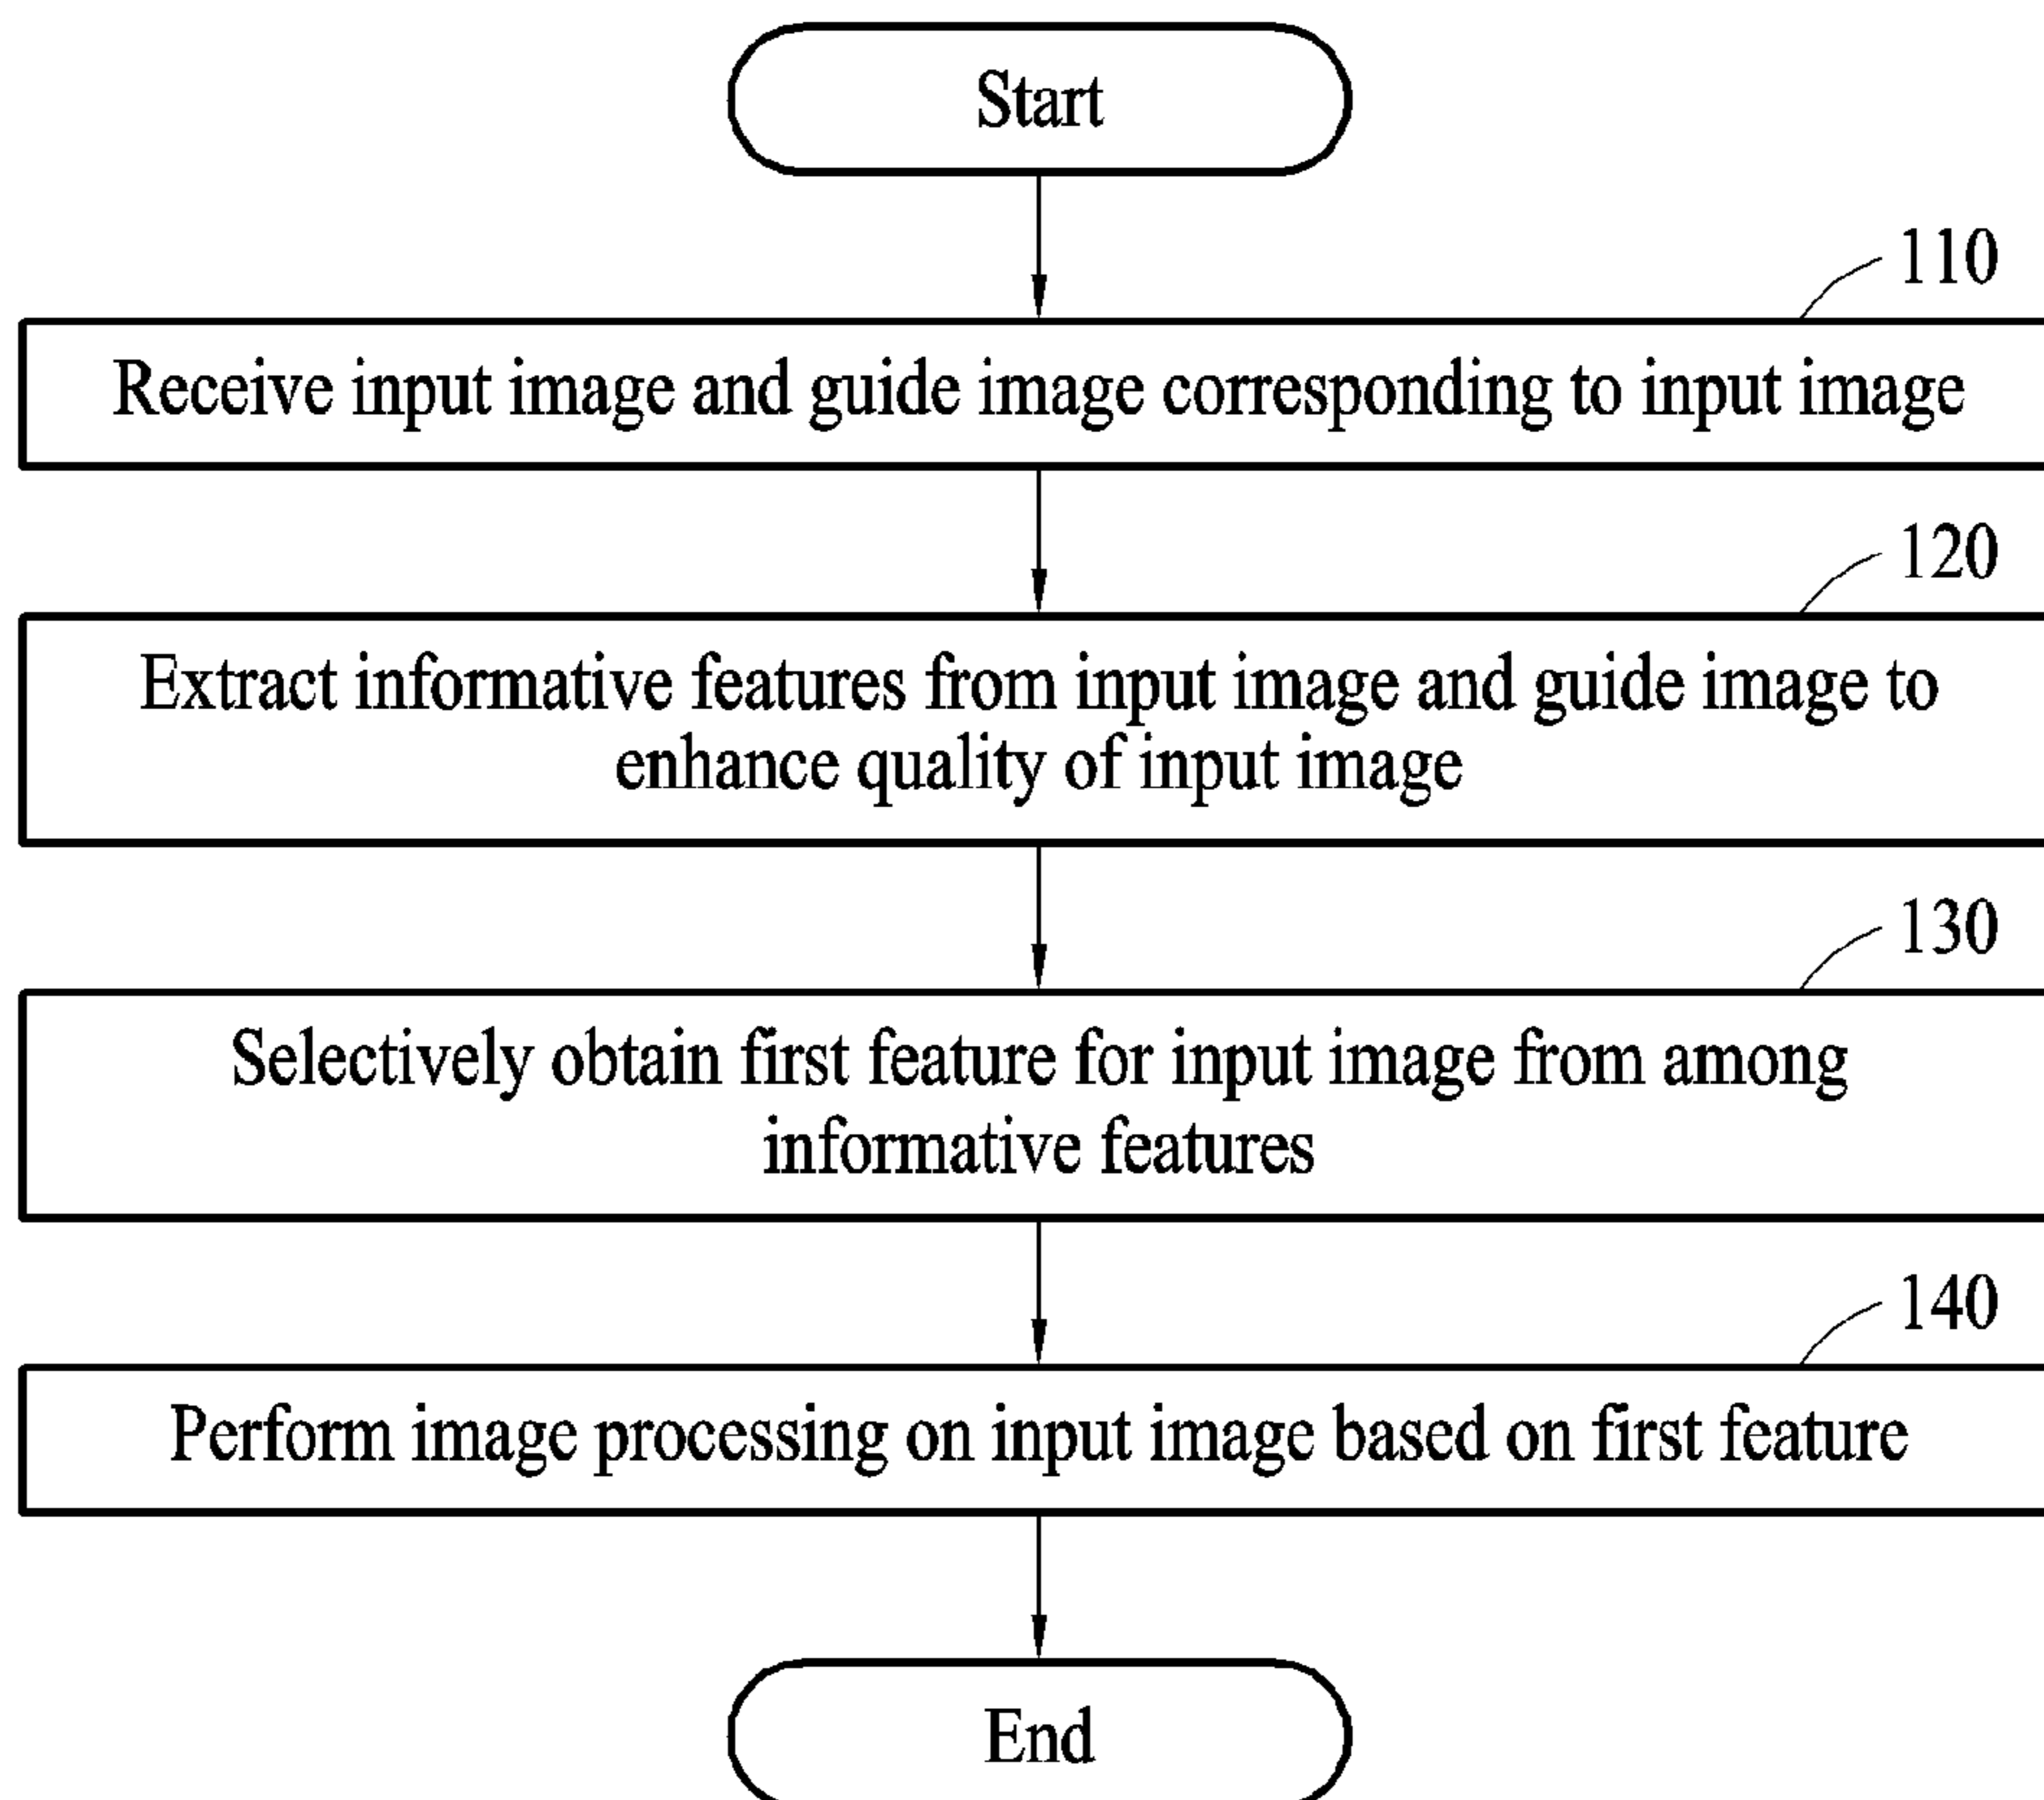 Start
110
Receive input image and guide image corresponding to input image
120
Extract informative features from input image and guide image to
enhance quality of input image
130
Selectively obtain first feature for input image from among
informative features
140
Perform image processing on input image based on first feature
End